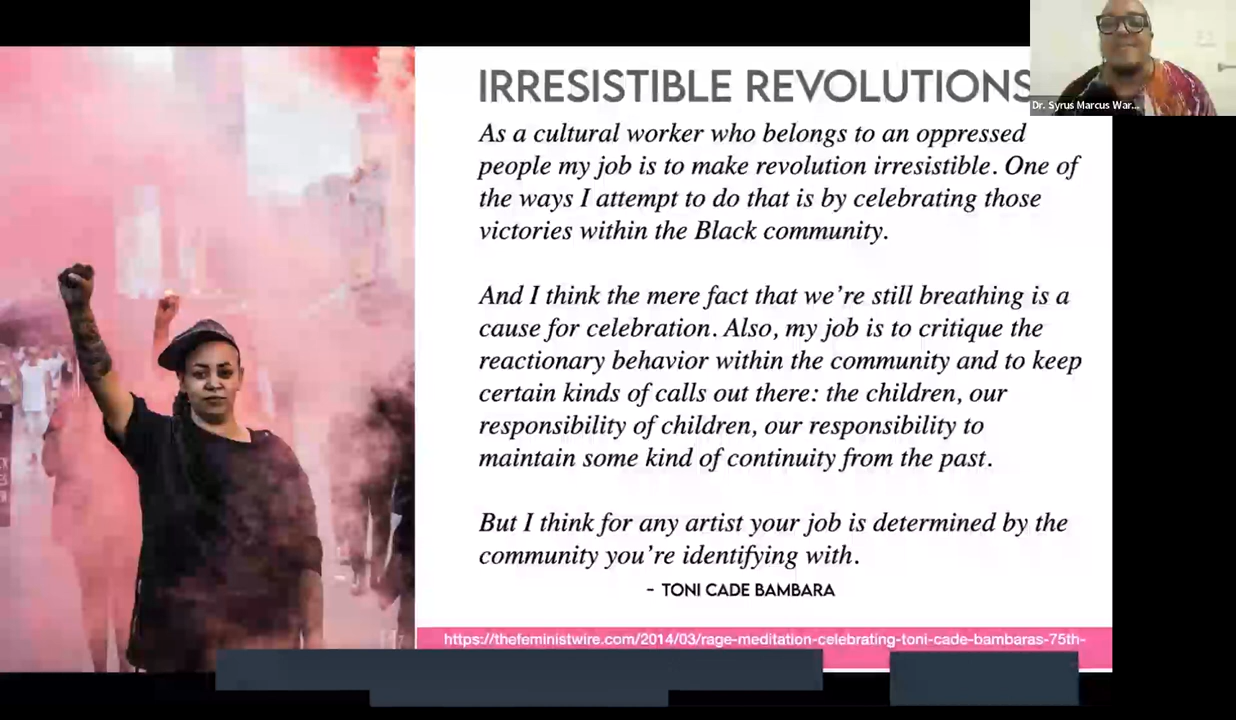 IRRESISTIBLE REVOLUTIONS
Dr. Syrus Marcus War...
As a cultural worker who belongs to an oppressed
people my job is to make revolution irresistible. One of
the ways I attempt to do that is by celebrating those
victories within the Black community.
And I think the mere fact that we're still breathing is a
cause for celebration. Also, my job is to critique the
reactionary behavior within the community and to keep
certain kinds of calls out there: the children, our
responsibility of children, our responsibility to
maintain some kind of continuity from the past.
But I think for any artist your job is determined by the
community you're identifying with.
- TONI CADE BAMBARA
https://thefeministwire.com/2014/03/rage-meditation-celebrating-toni-cade-bambaras-75th-